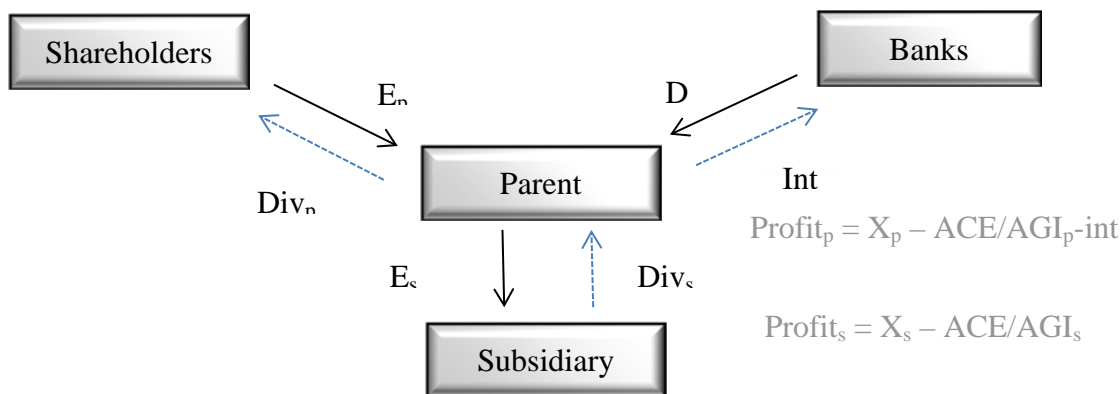 Shareholders
Banks
Eₚ
D
Parent
Divₚ
Int
Profitₚ = Xₚ – ACE/AGIₚ-int
Eₛ
Divₛ
Profitₛ = Xₛ – ACE/AGIₛ
Subsidiary